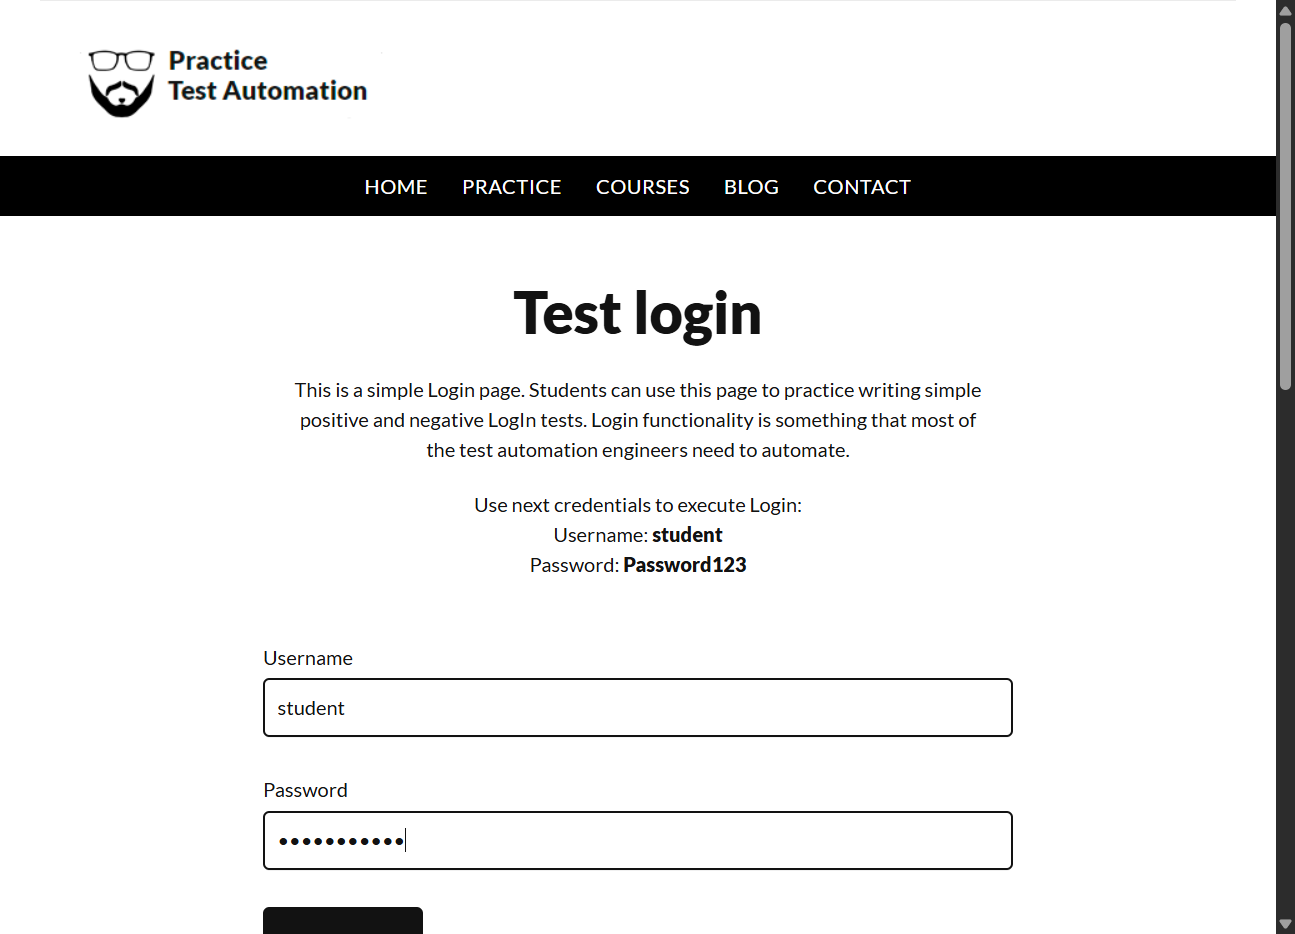 Practice
Test Automation
HOME PRACTICE COURSES BLOG CONTACT
Test login
This is a simple Login page. Students can use this page to practice writing simple
positive and negative LogIn tests. Login functionality is something that most of
the test automation engineers need to automate.
Use next credentials to execute Login:
Username: student
Password: Password123
Username
student
Password
•••••••••••